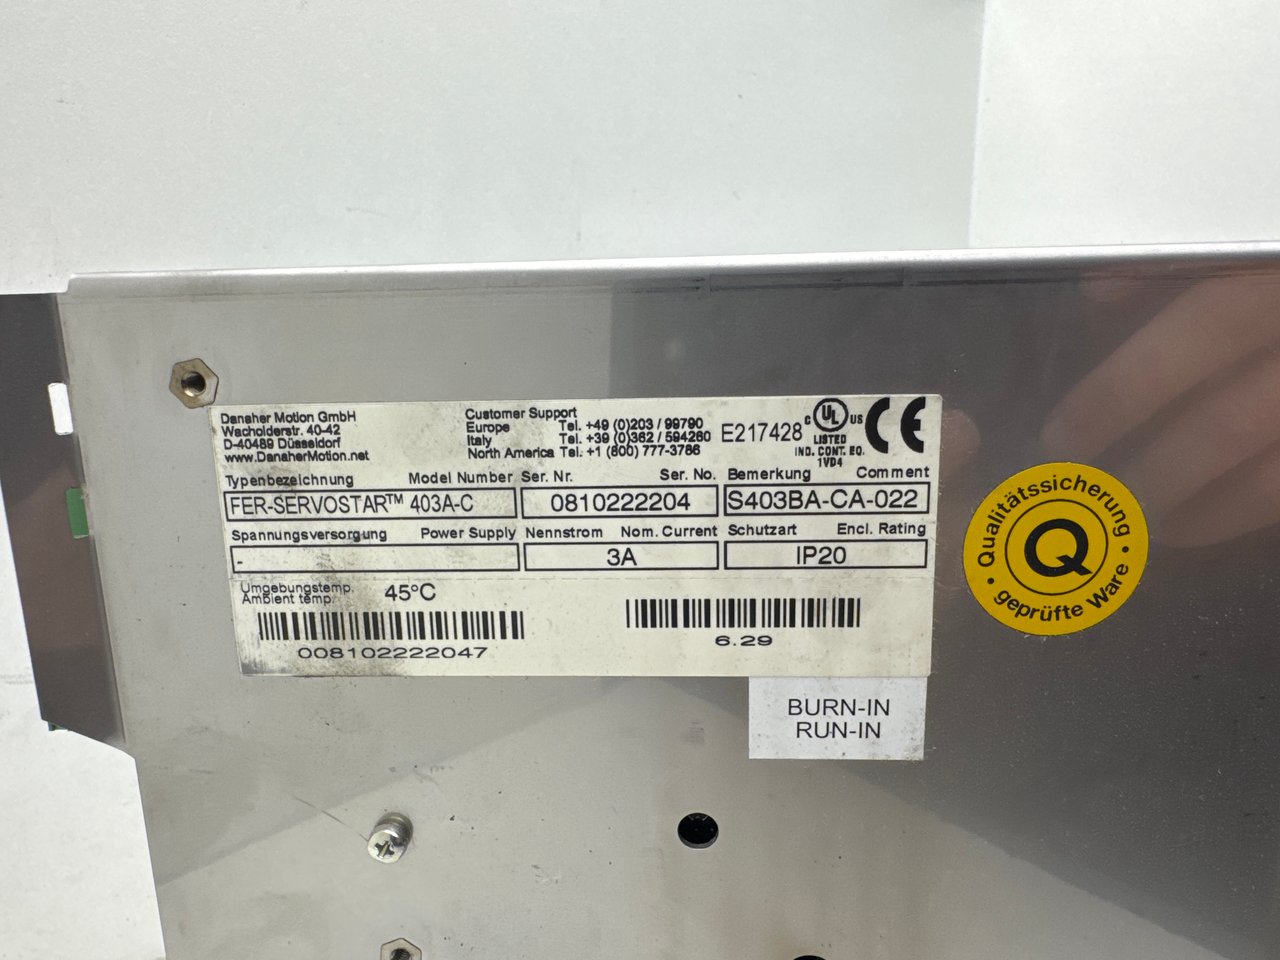 Danaher Motion GmbH
Wacholderstr. 40-42
D-40489 Düsseldorf
www.DanaherMotion.net
Customer Support
Europe Tel. +49 (0)203 / 99790
Italy Tel. +39 (0)362 / 594260
North America Tel. +1 (800) 777-3786
E217428
C UL US
LISTED
IND. CONT. EQ.
1VD4
CE
Typenbezeichnung Model Number Ser. Nr. Ser. No. Bemerkung Comment
FER-SERVOSTAR™ 403A-C 0810222204 S403BA-CA-022
Spannungsversorgung Power Supply Nennstrom Nom. Current Schutzart Encl. Rating
- 3A IP20
Umgebungstemp.
Ambient temp. 45°C
008102222047
6.29
BURN-IN
RUN-IN
Qualitätssicherung
Q
geprüfte Ware